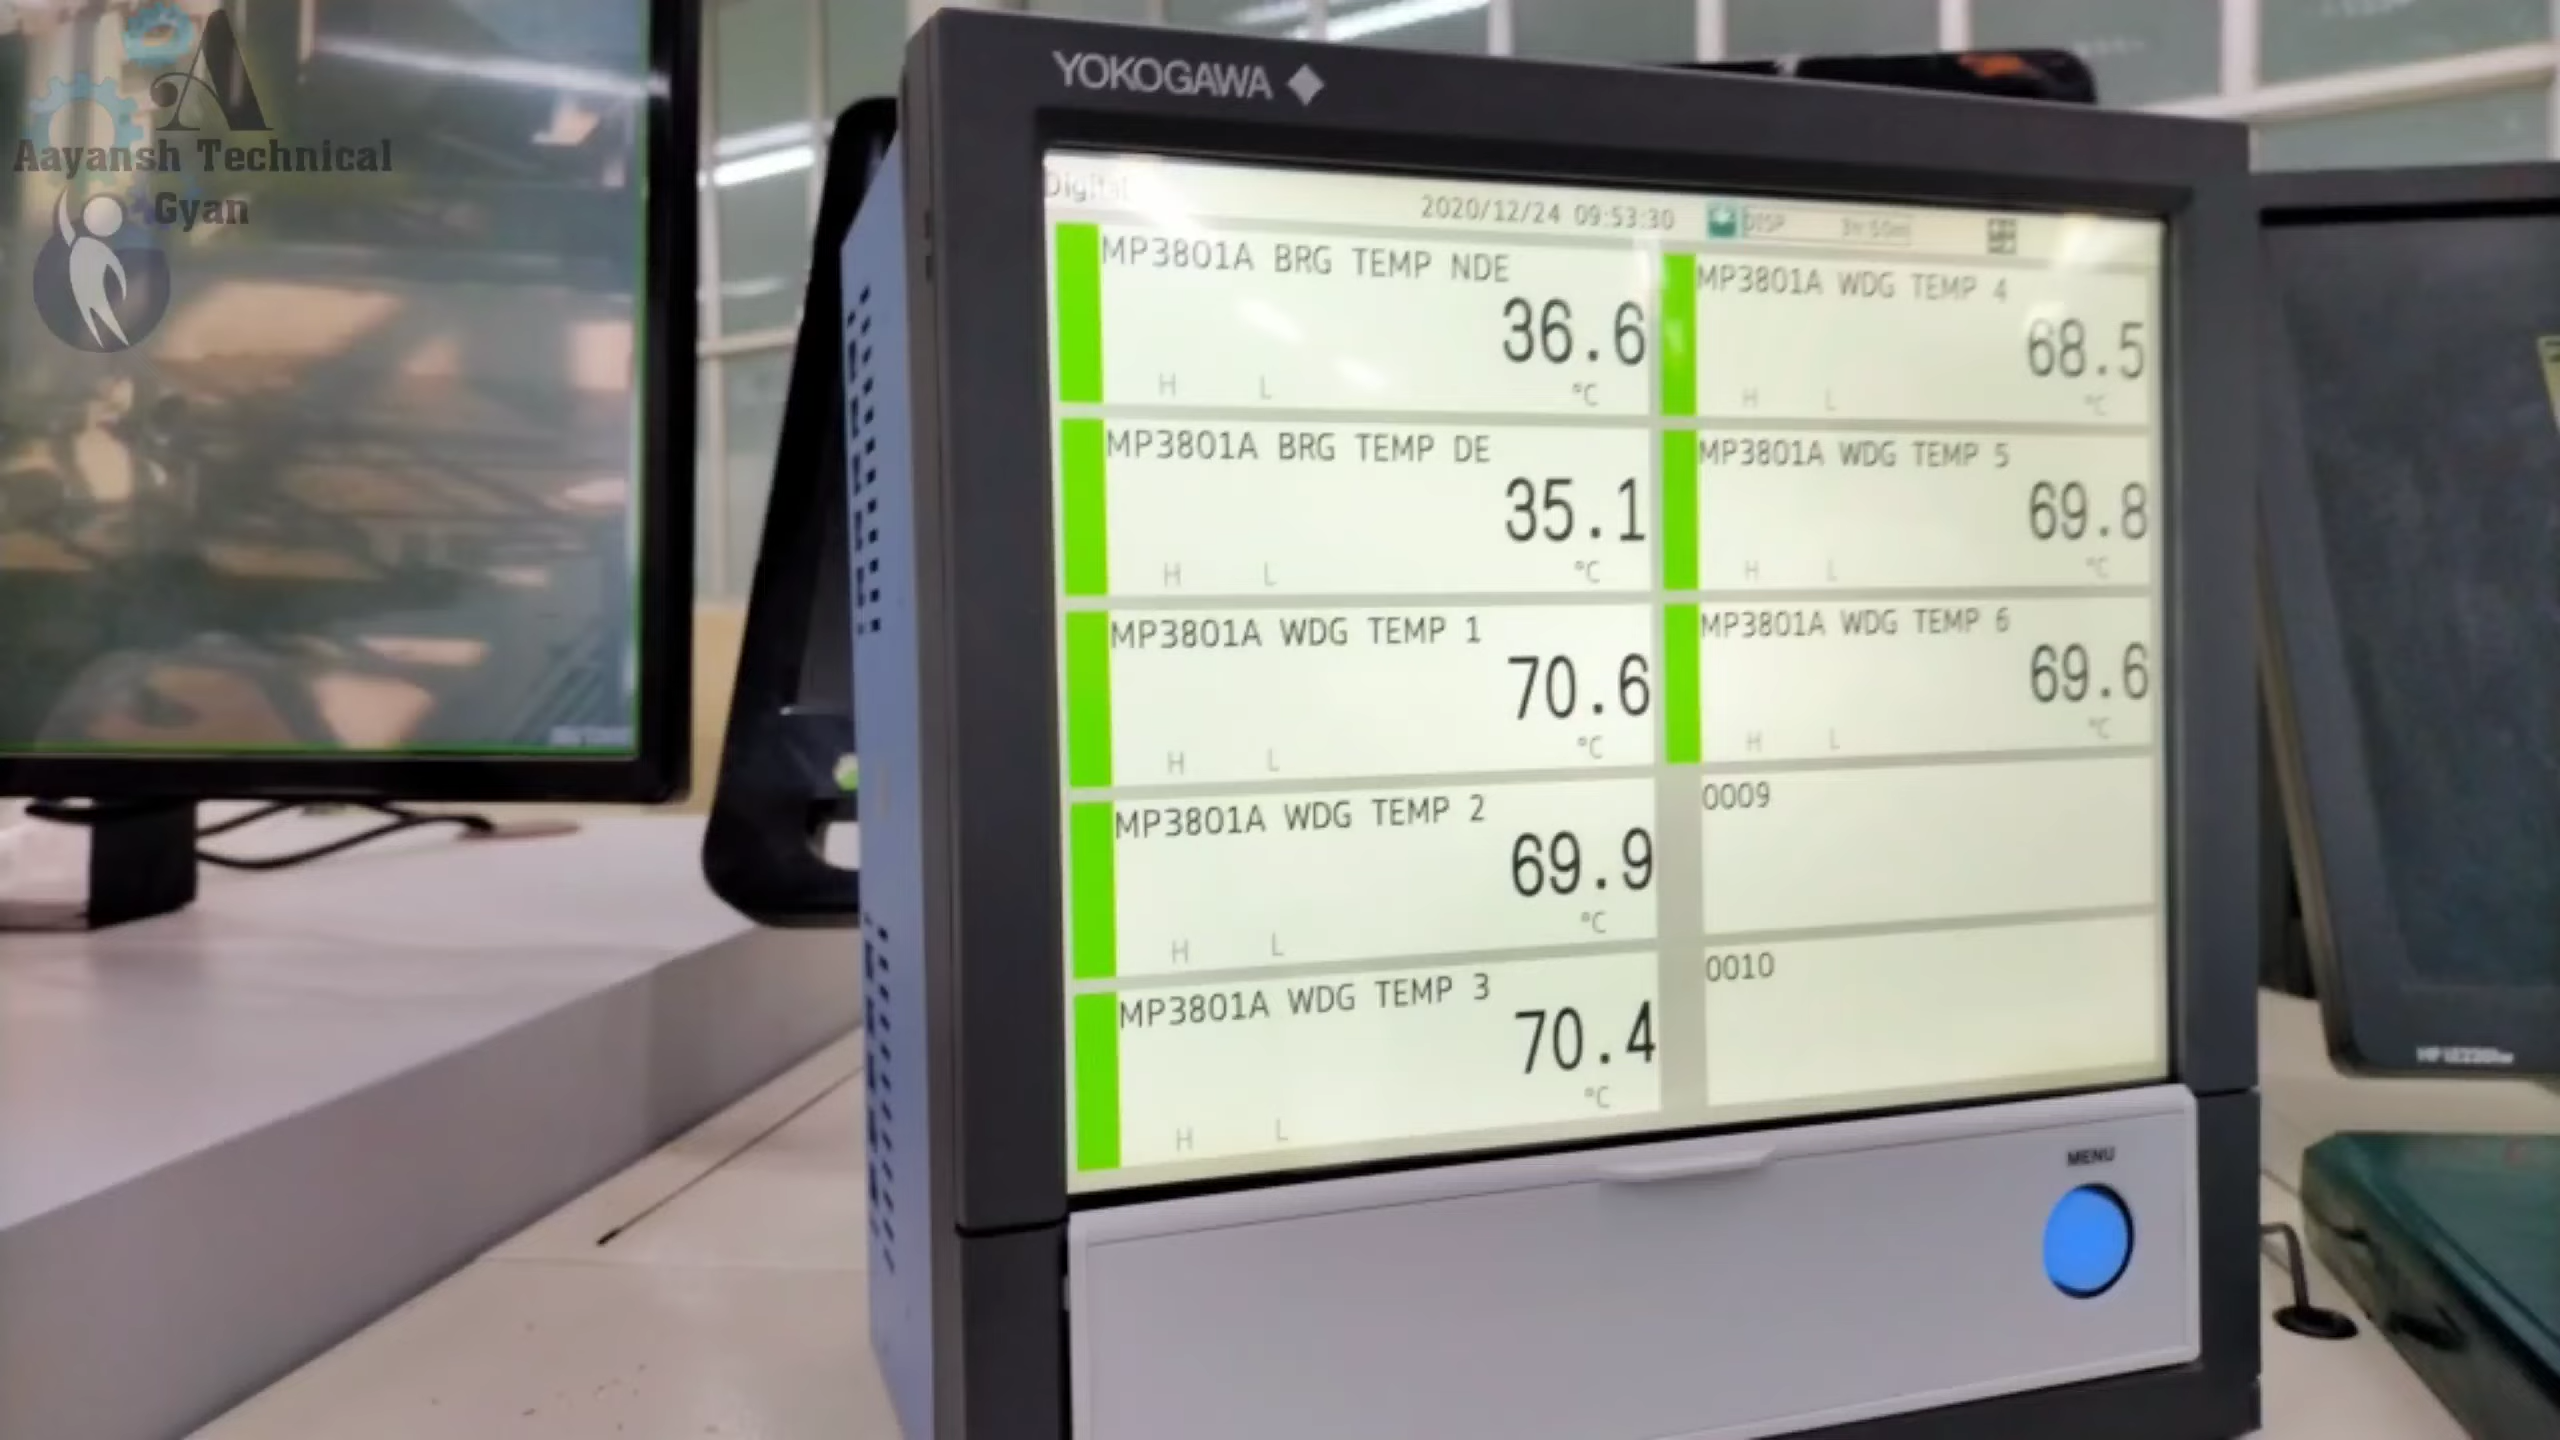 Aayansh Technical
Gyan
YOKOGAWA
Digital
2020/12/24 09:53:30
DISP
MP3801A BRG TEMP NDE
36.6
H L °C
MP3801A BRG TEMP DE
35.1
H L °C
MP3801A WDG TEMP 1
70.6
H L °C
MP3801A WDG TEMP 2
69.9
H L °C
MP3801A WDG TEMP 3
70.4
H L °C
MP3801A WDG TEMP 4
68.5
H L °C
MP3801A WDG TEMP 5
69.8
H L °C
MP3801A WDG TEMP 6
69.6
H L °C
0009
0010
MENU